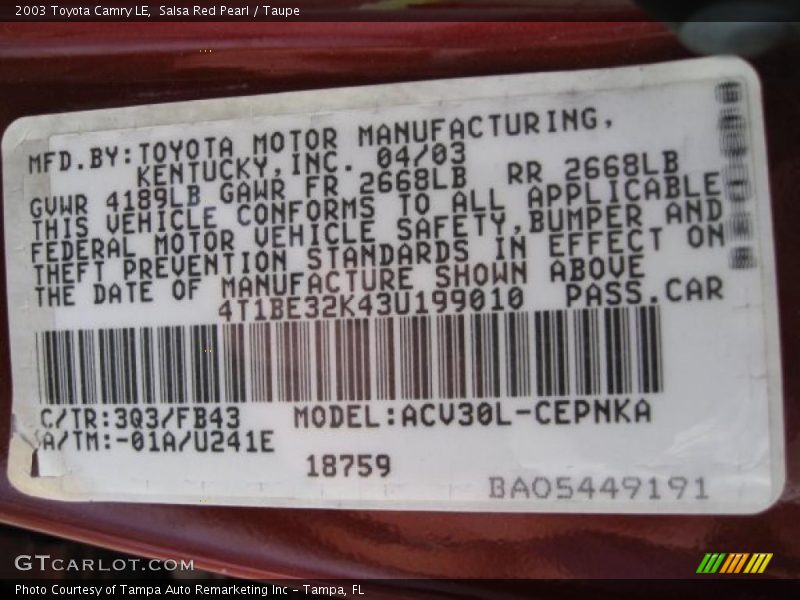 2003 Toyota Camry LE, Salsa Red Pearl / Taupe
MFD.BY:TOYOTA MOTOR MANUFACTURING,
KENTUCKY,INC. 04/03
GVWR 4189LB GAWR FR 2668LB RR 2668LB
THIS VEHICLE CONFORMS TO ALL APPLICABLE
FEDERAL MOTOR VEHICLE SAFETY,BUMPER AND
THEFT PREVENTION STANDARDS IN EFFECT ON
THE DATE OF MANUFACTURE SHOWN ABOVE
4T1BE32K43U199010 PASS.CAR
C/TR:3Q3/FB43 MODEL:ACV30L-CEPNKA
A/TM:-01A/U241E
18759
BAO5449191
GTCARLOT.COM
Photo Courtesy of Tampa Auto Remarketing Inc - Tampa, FL